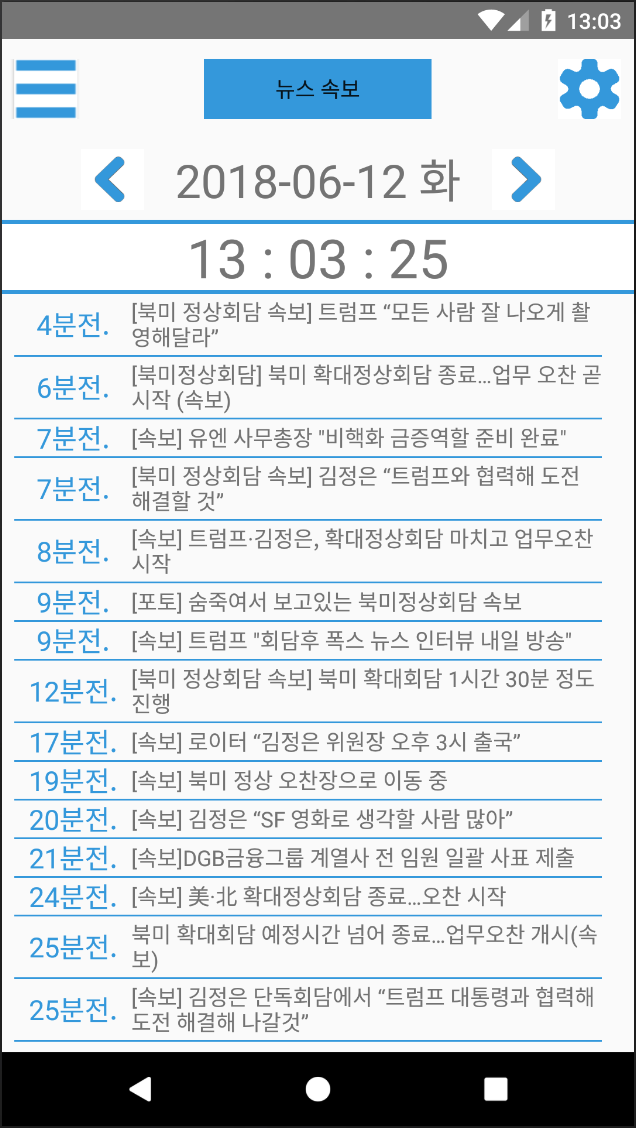 13:03
뉴스 속보
2018-06-12 화
13 : 03 : 25
4분전. [북미 정상회담 속보] 트럼프 “모든 사람 잘 나오게 촬
영해달라”
6분전. [북미정상회담] 북미 확대정상회담 종료…업무 오찬 곧
시작 (속보)
7분전. [속보] 유엔 사무총장 "비핵화 금증역할 준비 완료"
7분전. [북미 정상회담 속보] 김정은 “트럼프와 협력해 도전
해결할 것”
8분전. [속보] 트럼프·김정은, 확대정상회담 마치고 업무오찬
시작
9분전. [포토] 숨죽여서 보고있는 북미정상회담 속보
9분전. [속보] 트럼프 "회담후 폭스 뉴스 인터뷰 내일 방송"
12분전. [북미 정상회담 속보] 북미 확대회담 1시간 30분 정도
진행
17분전. [속보] 로이터 “김정은 위원장 오후 3시 출국”
19분전. [속보] 북미 정상 오찬장으로 이동 중
20분전. [속보] 김정은 “SF 영화로 생각할 사람 많아”
21분전. [속보]DGB금융그룹 계열사 전 임원 일괄 사표 제출
24분전. [속보] 美·北 확대정상회담 종료…오찬 시작
25분전. 북미 확대회담 예정시간 넘어 종료…업무오찬 개시(속
보)
25분전. [속보] 김정은 단독회담에서 “트럼프 대통령과 협력해
도전 해결해 나갈것”